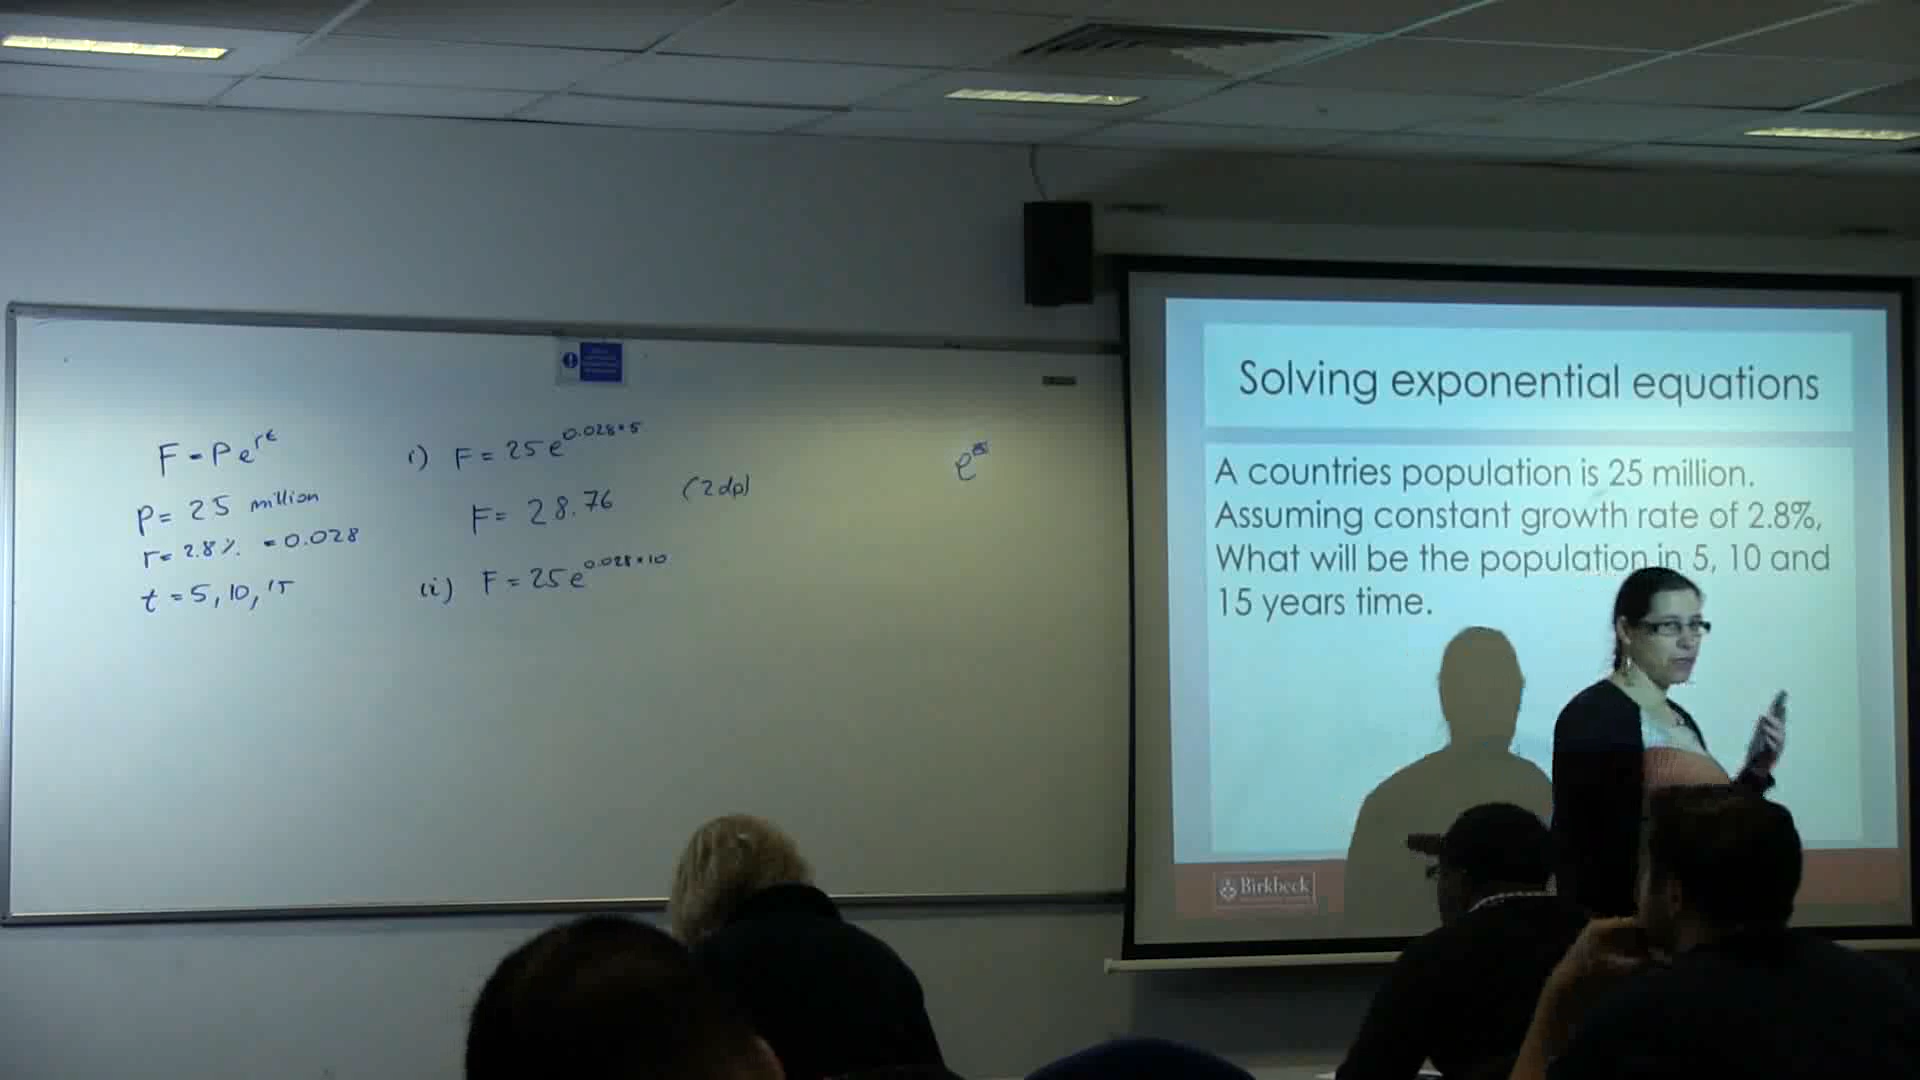 F = Pe^rt
P = 25 million
r = 2.8% = 0.028
t = 5, 10, 15
i) F = 25e^0.028×5
F = 28.76 (2dp)
ii) F = 25e^0.028×10
Solving exponential equations
A countries population is 25 million.
Assuming constant growth rate of 2.8%,
What will be the population in 5, 10 and
15 years time.
Birkbeck